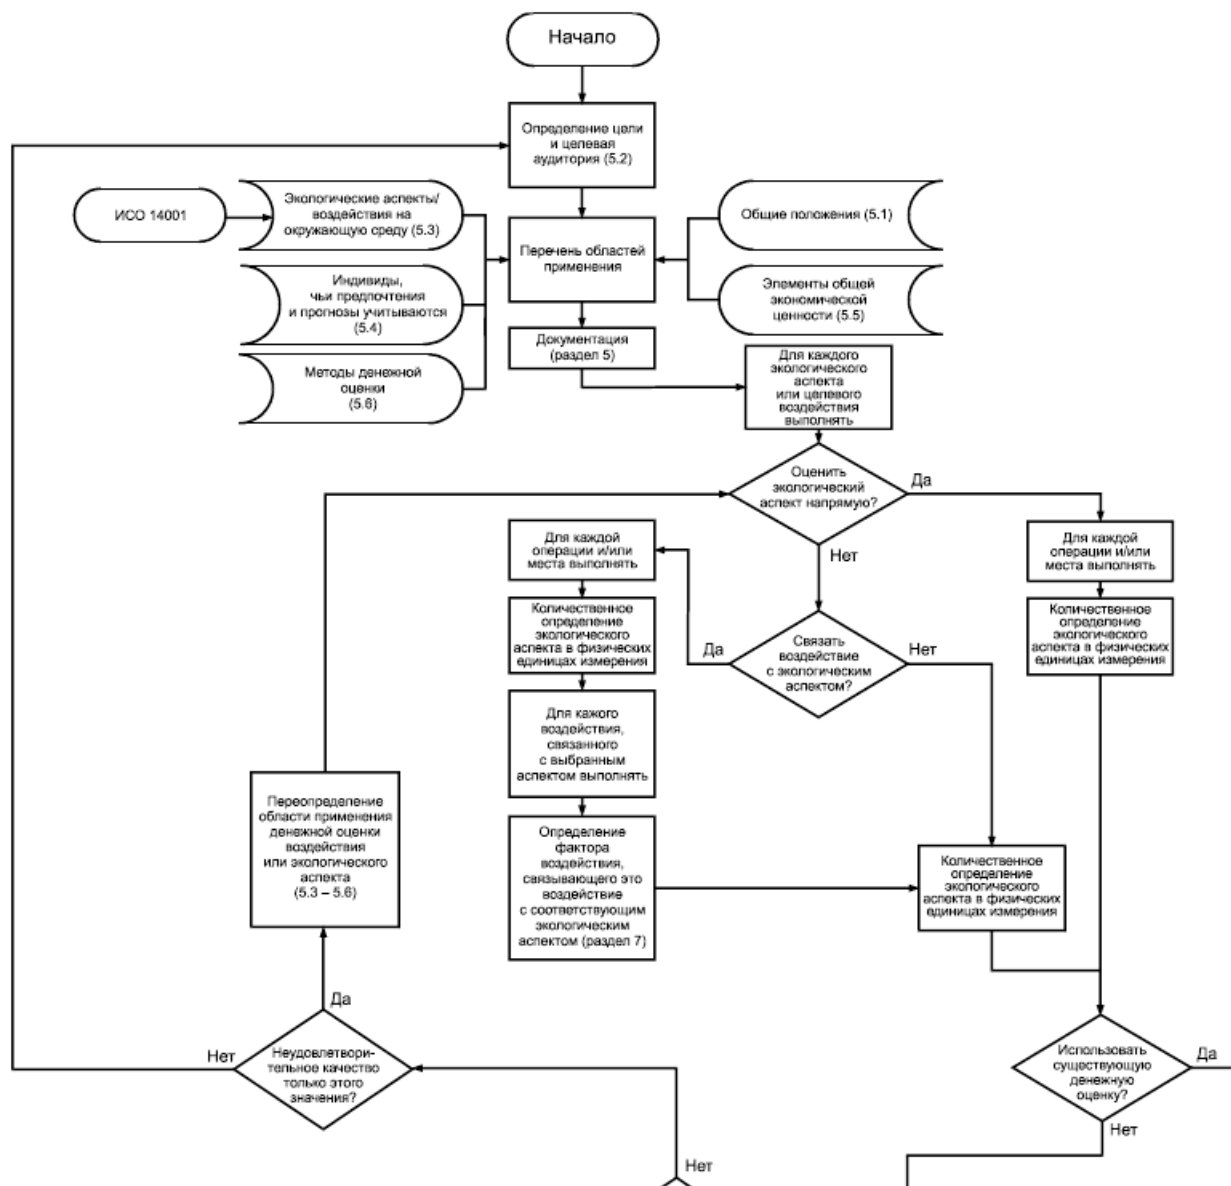 Начало
Определение цели
и целевая
аудитория (5.2)
ИСО 14001
Экологические аспекты/
воздействия на
окружающую среду (5.3)
Общие положения (5.1)
Перечень областей
применения
Индивиды,
чьи предпочтения
и прогнозы учитываются
(5.4)
Элементы общей
экономической
ценности (5.5)
Документация
(раздел 5)
Методы денежной
оценки
(5.6)
Для каждого
экологического
аспекта
или целевого
воздействия
выполнять
Оценить
экологический
аспект напрямую?
Да
Нет
Для каждой
операции и/или
места выполнять
Для каждой
операции и/или
места выполнять
Количественное
определение
экологического
аспекта в физических
единицах измерения
Да
Связать
воздействие
с экологическим
аспектом?
Нет
Количественное
определение
экологического
аспекта в физических
единицах измерения
Для кажого
воздействия,
связанного
с выбранным
аспектом выполнять
Переопределение
области применения
денежной оценки
воздействия
или экологического
аспекта
(5.3 – 5.6)
Определение
фактора
воздействия,
связывающего это
воздействие
с соответствующим
экологическим
аспектом (раздел 7)
Количественное
определение
экологического
аспекта в физических
единицах измерения
Да
Нет
Неудовлетвори-
тельное качество
только этого
значения?
Использовать
существующую
денежную
оценку?
Да
Нет
Нет